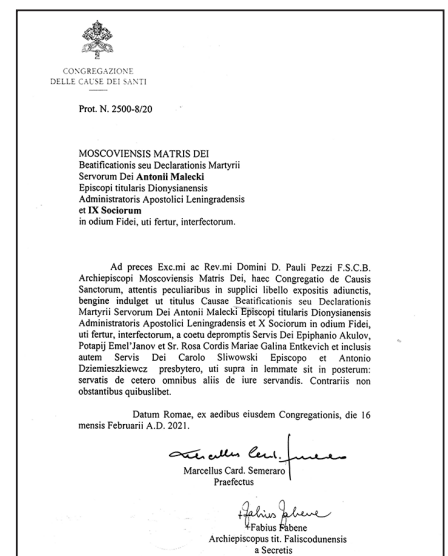 CONGREGAZIONE
DELLE CAUSE DEI SANTI
Prot. N. 2500-8/20
MOSCOVIENSIS MATRIS DEI
Beatificationis seu Declarationis Martyrii
Servorum Dei Antonii Malecki
Episcopi titularis Dionysianensis
Administratoris Apostolici Leningradensis
et IX Sociorum
in odium Fidei, uti fertur, interfectorum.
Ad preces Exc.mi ac Rev.mi Domini D. Pauli Pezzi F.S.C.B.
Archiepiscopi Moscoviensis Matris Dei, haec Congregatio de Causis
Sanctorum, attentis peculiaribus in supplici libello expositis adiunctis,
bengine indulget ut titulus Causae Beatificationis seu Declarationis
Martyrii Servorum Dei Antonii Malecki Episcopi titularis Dionysianensis
Administratoris Apostolici Leningradensis et X Sociorum in odium Fidei,
uti fertur, interfectorum, a coetu depromptis Servis Dei Epiphanio Akulov,
Potapij Emel'Janov et Sr. Rosa Cordis Mariae Galina Entkevich et inclusis
autem Servis Dei Carolo Sliwowski Episcopo et Antonio
Dziemieszkiewcz presbytero, uti supra in lemmate sit in posterum:
servatis de cetero omnibus aliis de iure servandis. Contrariis non
obstantibus quibuslibet.
Datum Romae, ex aedibus eiusdem Congregationis, die 16
mensis Februarii A.D. 2021.
Marcellus Card. Semeraro
Marcellus Card. Semeraro
Praefectus
+Fabius Fabene
+Fabius Fabene
Archiepiscopus tit. Faliscodunensis
a Secretis